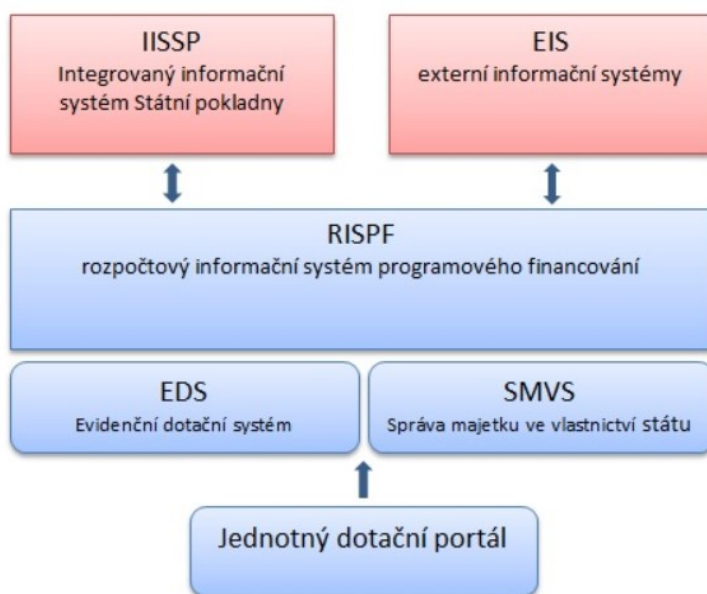 IISSP
Integrovaný informační
systém Státní pokladny
EIS
externí informační systémy
RISPF
rozpočtový informační systém programového financování
EDS
Evidenční dotační systém
SMVS
Správa majetku ve vlastnictví státu
Jednotný dotační portál